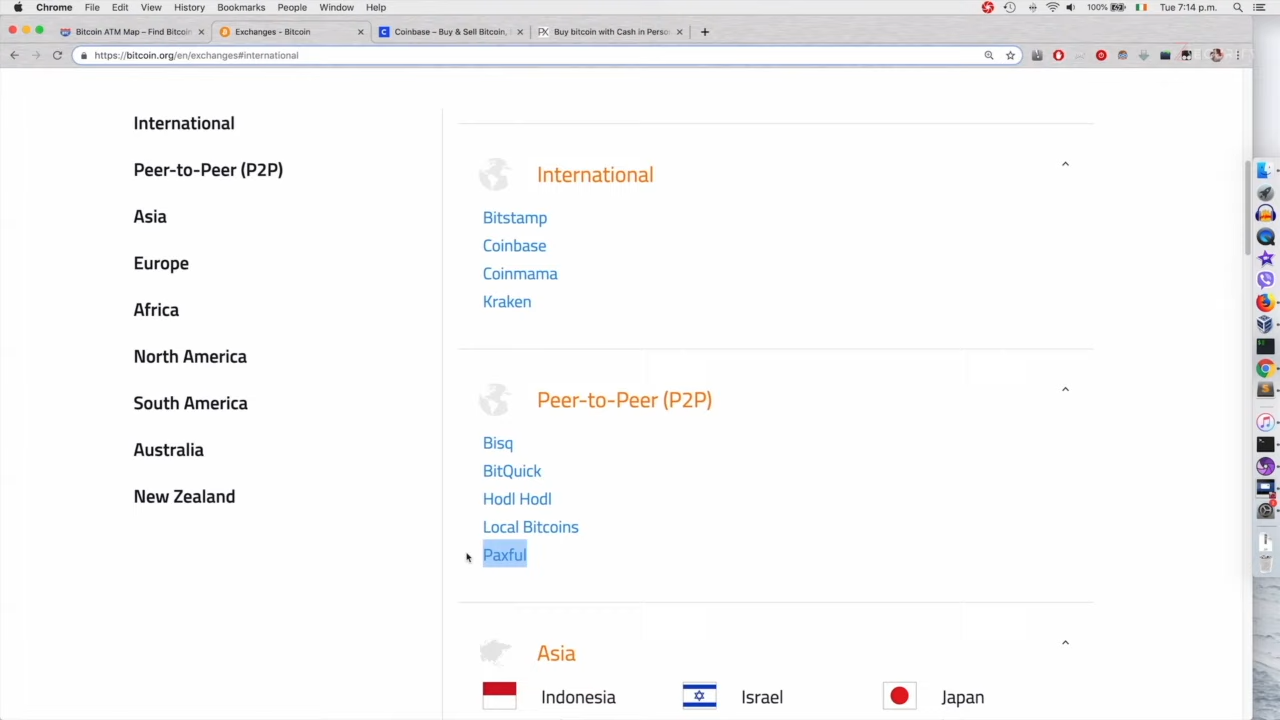 Chrome File Edit View History Bookmarks People Window Help 100% Tue 7:14 p.m.
Bitcoin ATM Map – Find Bitcoin Exchanges - Bitcoin Coinbase – Buy & Sell Bitcoin, PX Buy bitcoin with Cash in Perso
https://bitcoin.org/en/exchanges#international
International
Peer-to-Peer (P2P)
Asia
Europe
Africa
North America
South America
Australia
New Zealand
International
Bitstamp
Coinbase
Coinmama
Kraken
Peer-to-Peer (P2P)
Bisq
BitQuick
Hodl Hodl
Local Bitcoins
Paxful
Asia
Indonesia Israel Japan